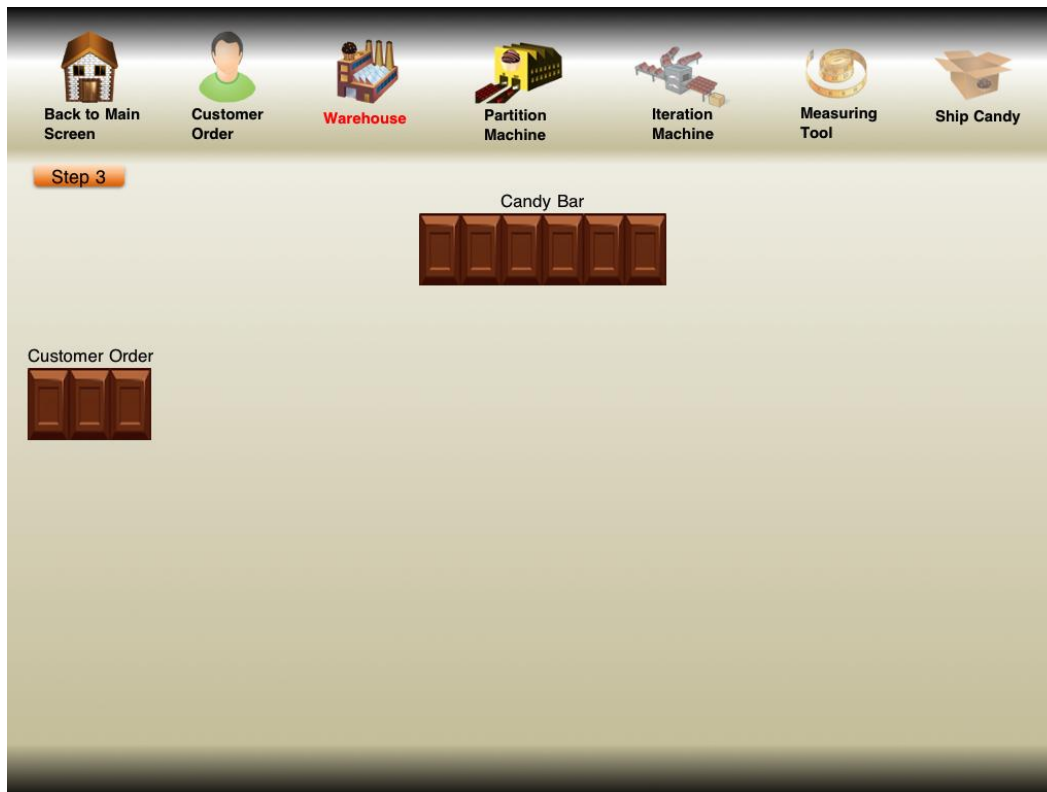 Back to Main
Screen
Customer
Order
Warehouse
Partition
Machine
Iteration
Machine
Measuring
Tool
Ship Candy
Step 3
Candy Bar
Customer Order